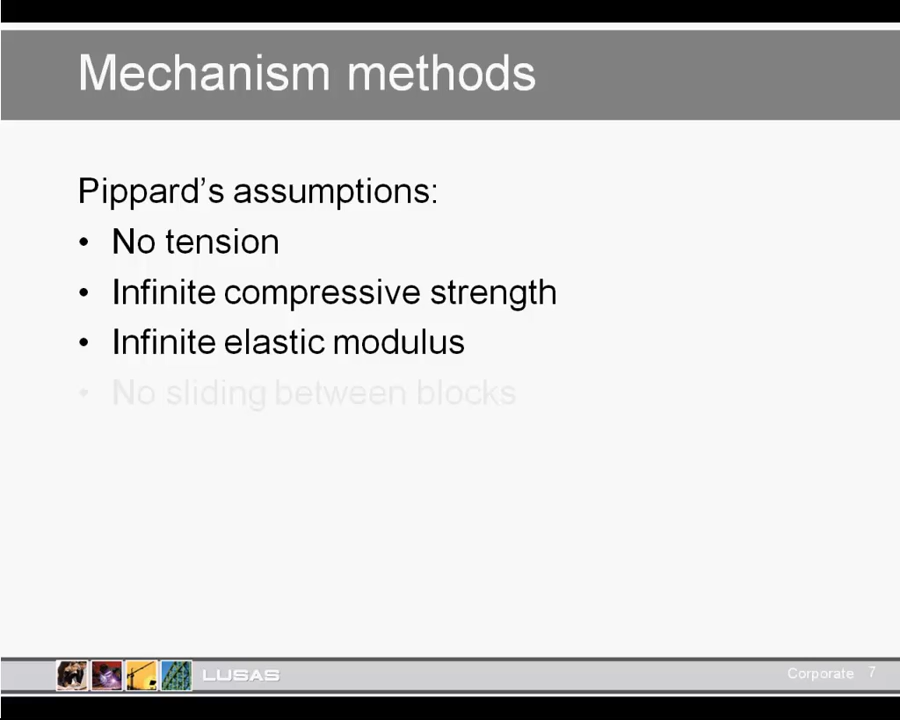 Mechanism methods
Pippard’s assumptions:
• No tension
• Infinite compressive strength
• Infinite elastic modulus
• No sliding between blocks
LUSAS
Corporate 7